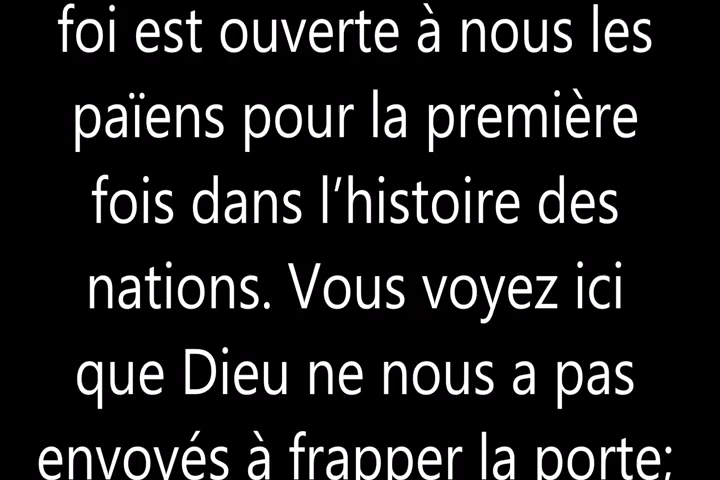 foi est ouverte à nous les
païens pour la première
fois dans l’histoire des
nations. Vous voyez ici
que Dieu ne nous a pas
envoyés à frapper la porte;